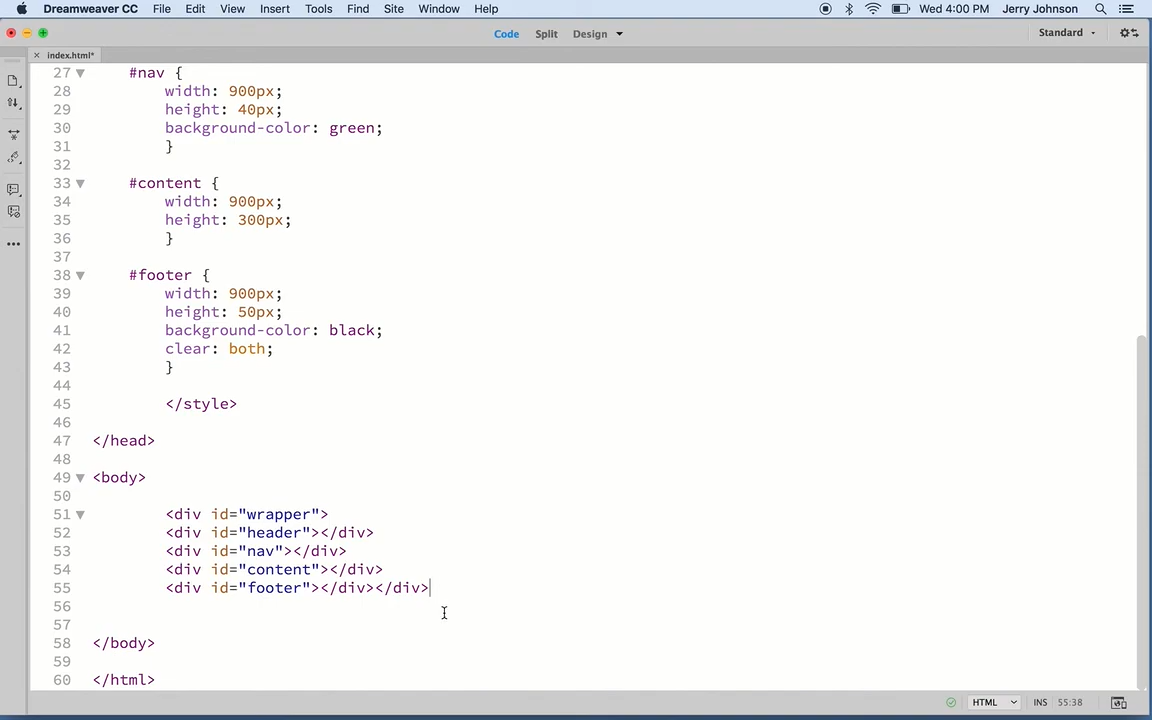 Dreamweaver CC File Edit View Insert Tools Find Site Window Help Wed 4:00 PM Jerry Johnson
Code Split Design Standard
index.html*
27 #nav {
28 width: 900px;
29 height: 40px;
30 background-color: green;
31 }
32
33 #content {
34 width: 900px;
35 height: 300px;
36 }
37
38 #footer {
39 width: 900px;
40 height: 50px;
41 background-color: black;
42 clear: both;
43 }
44
45 </style>
46
47 </head>
48
49 <body>
50
51 <div id="wrapper">
52 <div id="header"></div>
53 <div id="nav"></div>
54 <div id="content"></div>
55 <div id="footer"></div></div>
56
57
58 </body>
59
60 </html>
HTML INS 55:38